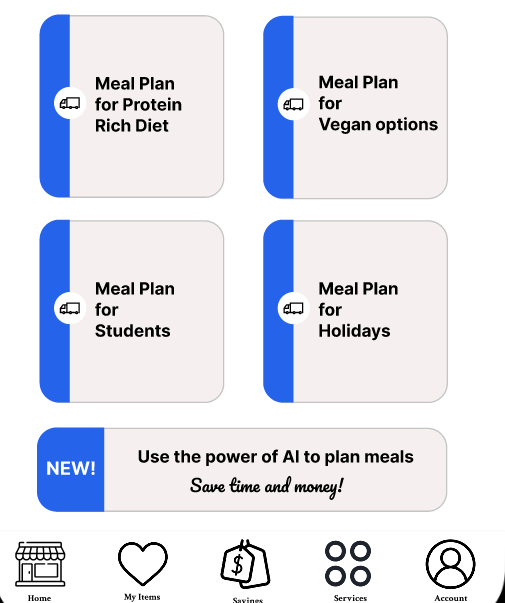 Meal Plan
for Protein
Rich Diet
Meal Plan
for
Vegan options
Meal Plan
for
Students
Meal Plan
for
Holidays
NEW!
Use the power of AI to plan meals
Save time and money!
$
Home
My Items
Savings
Services
Account